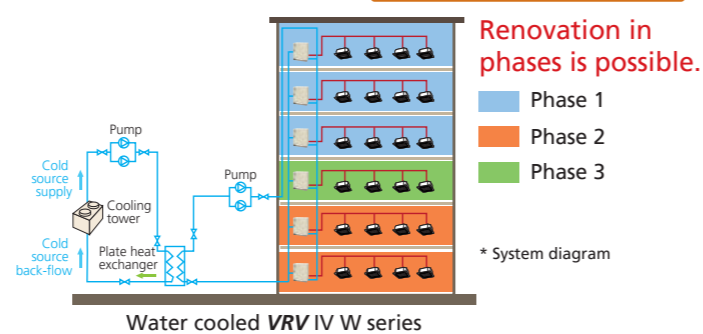 Renovation in
phases is possible.
Phase 1
Phase 2
Phase 3
Pump
Cold
source
supply
Cooling
tower
Pump
Cold
source
back-flow
Plate heat
exchanger
* System diagram
Water cooled VRV IV W series